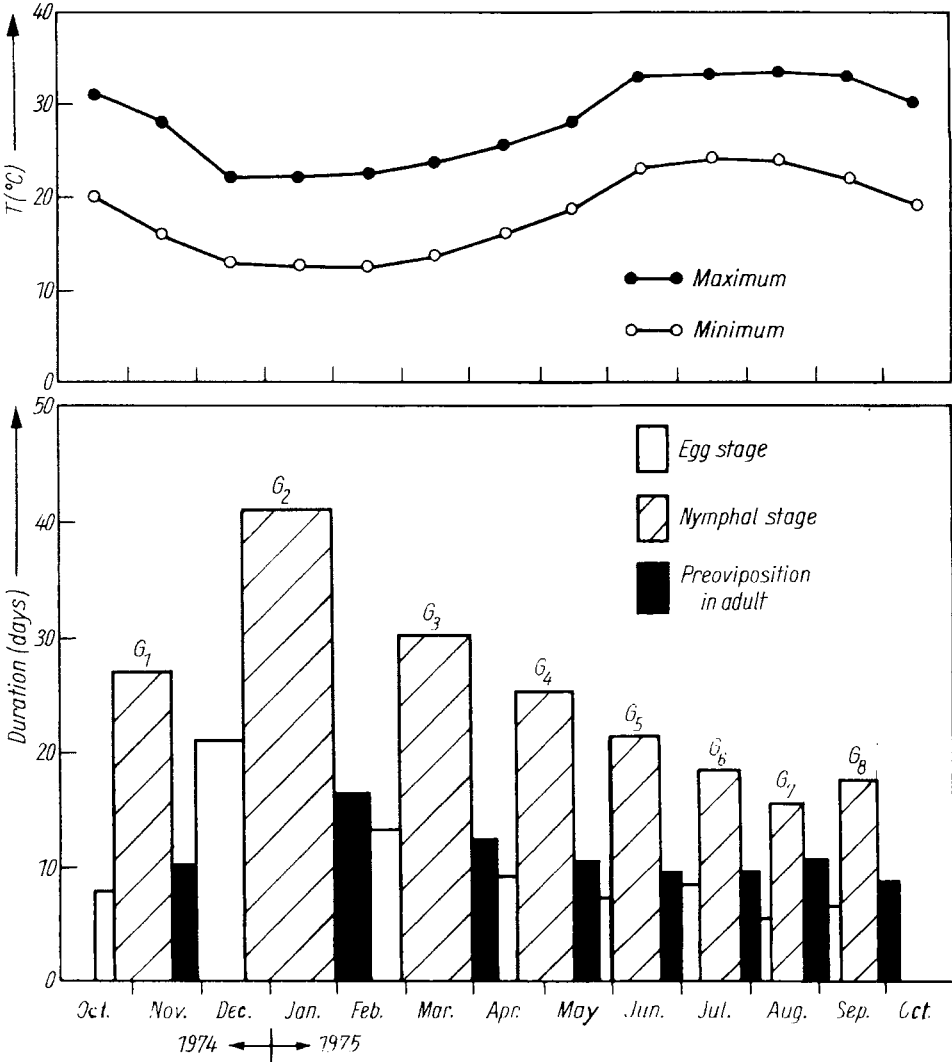 40
30
20
10
0
T(°C)
Maximum
Minimum
50
40
30
20
10
0
Duration (days)
Egg stage
Nymphal stage
Preoviposition
in adult
G1
G2
G3
G4
G5
G6
G7
G8
Oct. Nov. Dec. Jan. Feb. Mar. Apr. May Jun. Jul. Aug. Sep. Oct.
1974 1975